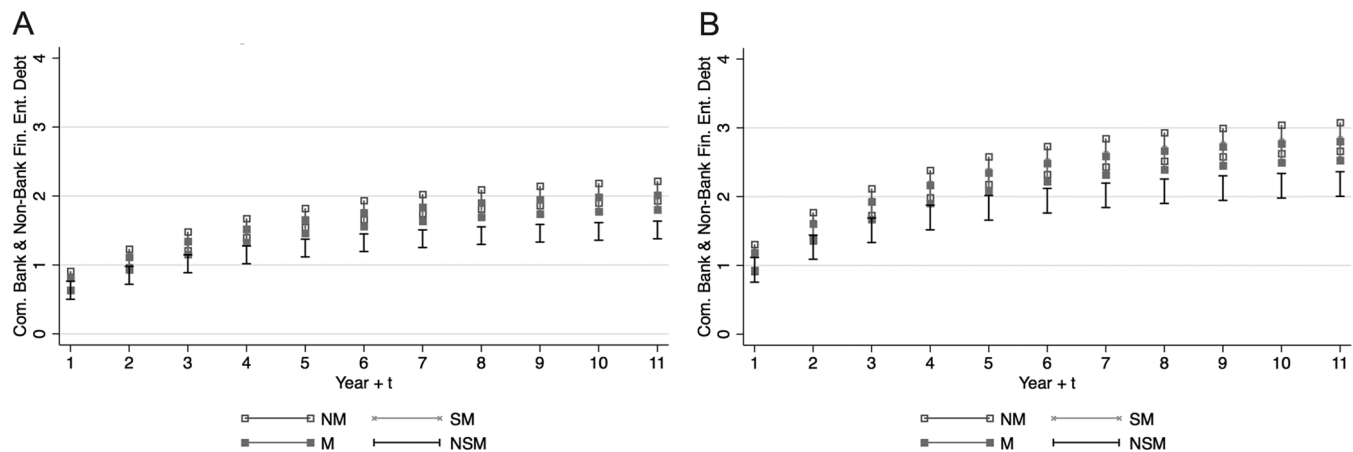 A
B
Com. Bank & Non-Bank Fin. Ent. Debt
4
3
2
1
0
1 2 3 4 5 6 7 8 9 10 11
Year + t
NM SM
M NSM
Com. Bank & Non-Bank Fin. Ent. Debt
4
3
2
1
0
1 2 3 4 5 6 7 8 9 10 11
Year + t
NM SM
M NSM